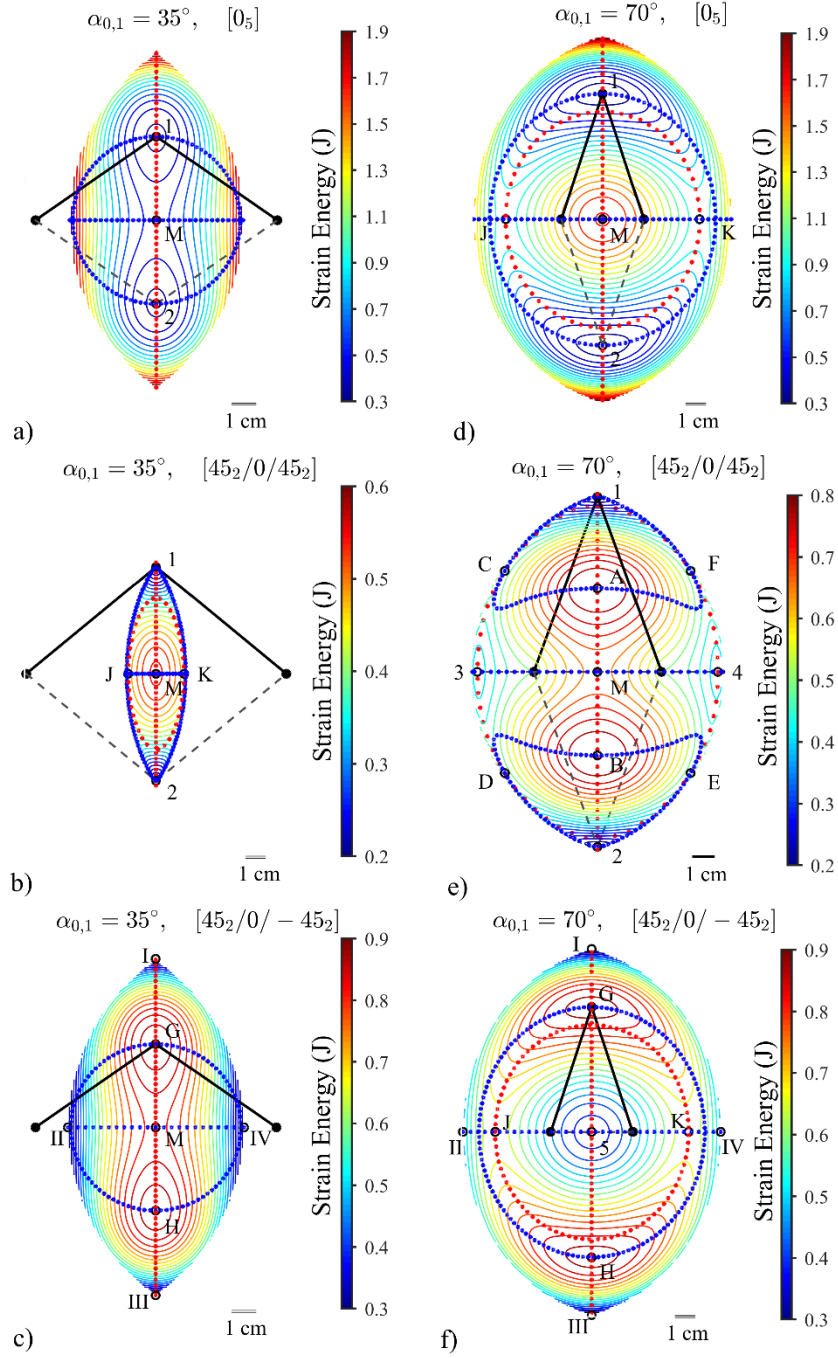 α₀,₁ = 35°, [0₅]
1
M
2
1.9
1.7
1.5
1.3
1.1
0.9
0.7
0.5
0.3
Strain Energy (J)
1 cm
a)
α₀,₁ = 70°, [0₅]
1
J
M
K
2
1.9
1.7
1.5
1.3
1.1
0.9
0.7
0.5
0.3
Strain Energy (J)
1 cm
d)
α₀,₁ = 35°, [45₂/0/45₂]
1
J
M
K
2
0.6
0.5
0.4
0.3
0.2
Strain Energy (J)
1 cm
b)
α₀,₁ = 70°, [45₂/0/45₂]
1
C
A
F
3
M
4
D
B
E
2
0.8
0.7
0.6
0.5
0.4
0.3
0.2
Strain Energy (J)
1 cm
e)
α₀,₁ = 35°, [45₂/0/ − 45₂]
I
G
II
M
IV
H
III
0.9
0.8
0.7
0.6
0.5
0.4
0.3
Strain Energy (J)
1 cm
c)
α₀,₁ = 70°, [45₂/0/ − 45₂]
I
G
II
J
5
K
IV
H
III
0.9
0.8
0.7
0.6
0.5
0.4
0.3
Strain Energy (J)
1 cm
f)